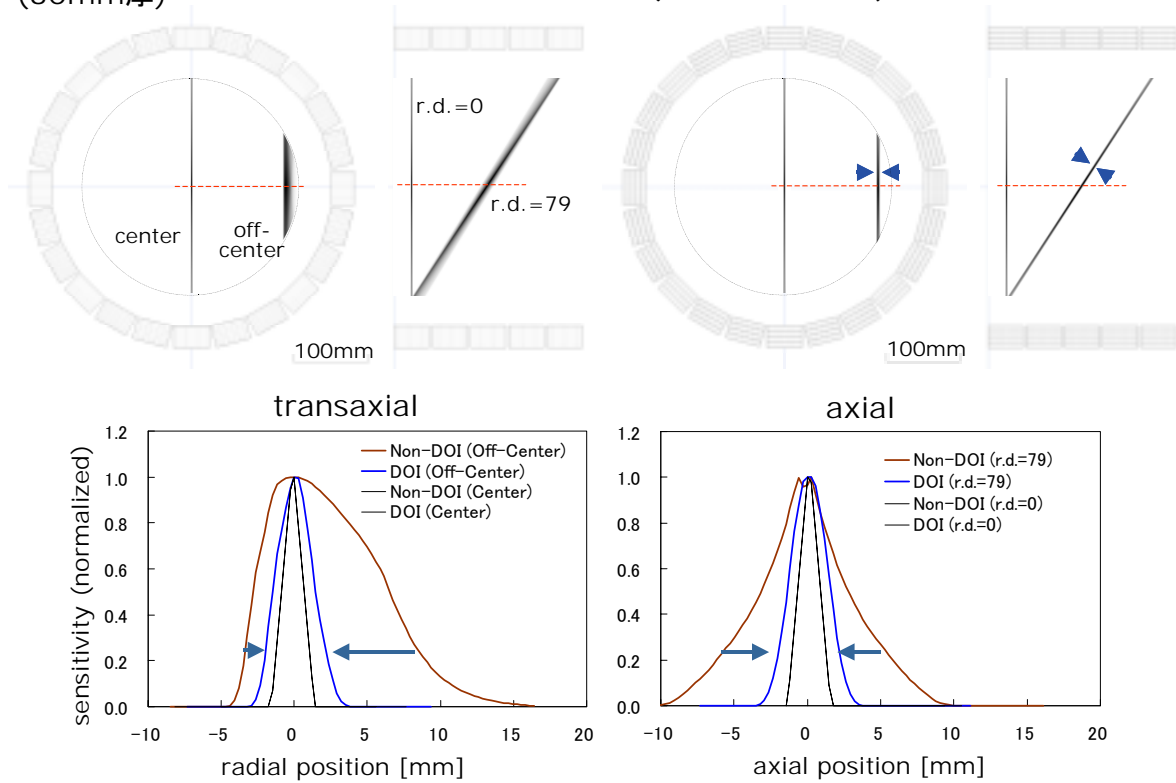 r.d.=0
r.d.=79
center
off-
center
100mm
100mm
transaxial
sensitivity (normalized)
1.2
1.0
0.8
0.6
0.4
0.2
0.0
Non-DOI (Off-Center)
DOI (Off-Center)
Non-DOI (Center)
DOI (Center)
-10
-5
0
5
10
15
20
radial position [mm]
axial
1.2
1.0
0.8
0.6
0.4
0.2
0.0
Non-DOI (r.d.=79)
DOI (r.d.=79)
Non-DOI (r.d.=0)
DOI (r.d.=0)
-10
-5
0
5
10
15
20
axial position [mm]